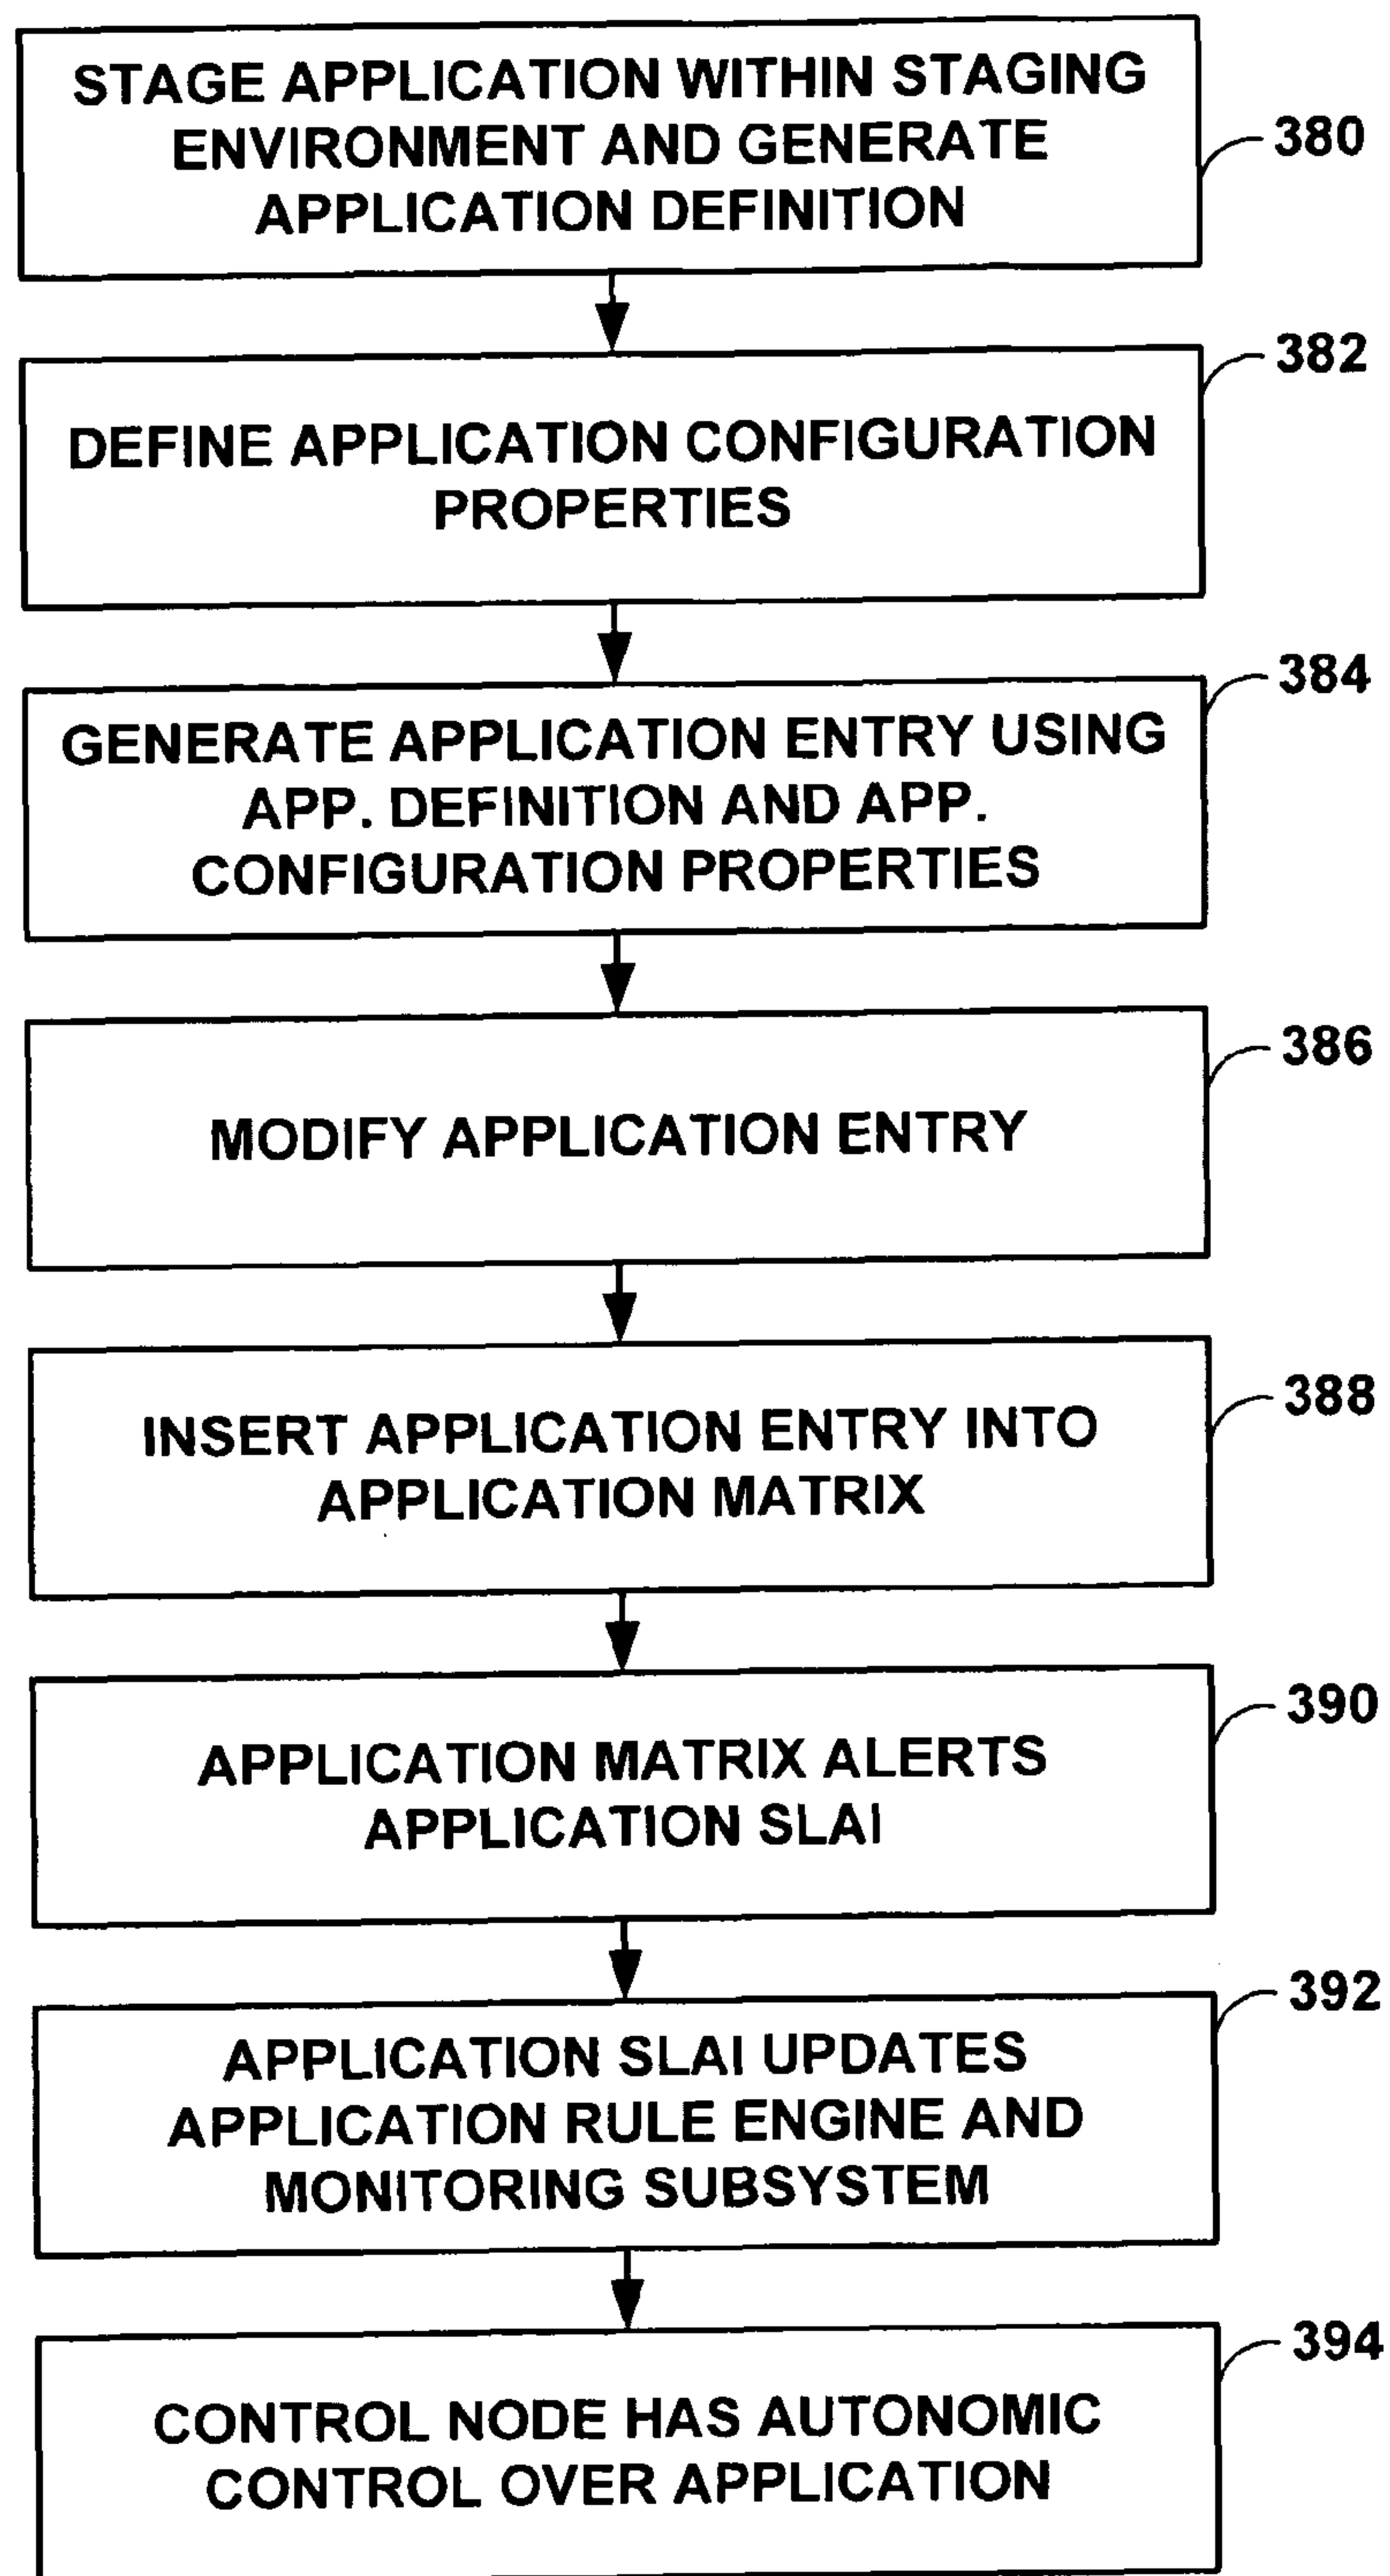 STAGE APPLICATION WITHIN STAGING
ENVIRONMENT AND GENERATE
APPLICATION DEFINITION
380
DEFINE APPLICATION CONFIGURATION
PROPERTIES
382
GENERATE APPLICATION ENTRY USING
APP. DEFINITION AND APP.
CONFIGURATION PROPERTIES
384
MODIFY APPLICATION ENTRY
386
INSERT APPLICATION ENTRY INTO
APPLICATION MATRIX
388
APPLICATION MATRIX ALERTS
APPLICATION SLAI
390
APPLICATION SLAI UPDATES
APPLICATION RULE ENGINE AND
MONITORING SUBSYSTEM
392
CONTROL NODE HAS AUTONOMIC
CONTROL OVER APPLICATION
394